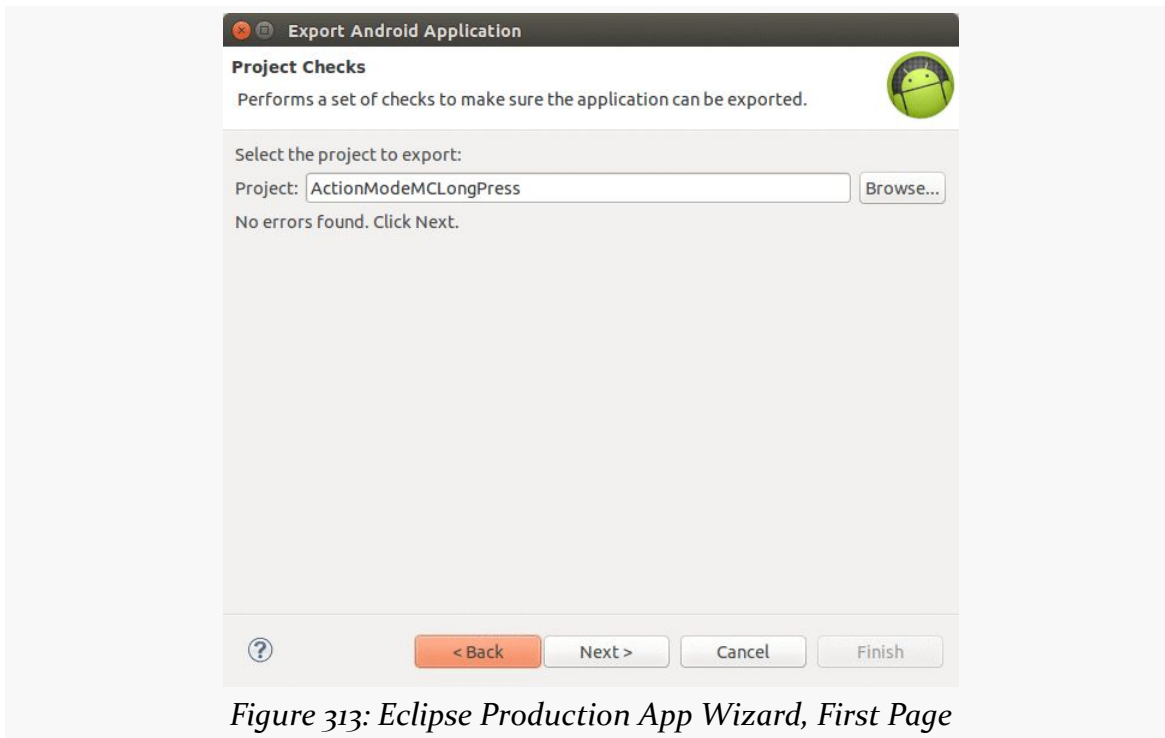 Export Android Application
Project Checks
Performs a set of checks to make sure the application can be exported.
Select the project to export:
Project: ActionModeMCLongPress Browse...
No errors found. Click Next.
? < Back Next > Cancel Finish
Figure 313: Eclipse Production App Wizard, First Page